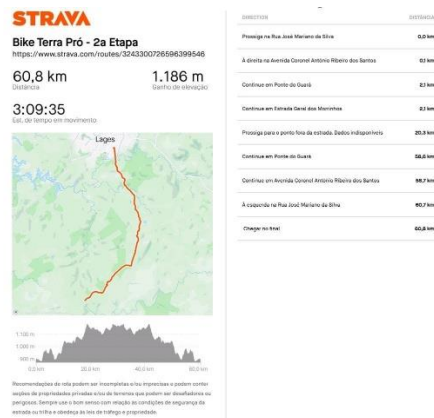 STRAVA
Bike Terra Pró - 2a Etapa
https://www.strava.com/routes/3243300726596399546
60,8 km
Distância
1.186 m
Ganho de elevação
3:09:35
Est. de tempo em movimento
Lages
1.100 m
1.000 m
900 m
0,0 km
20,0 km
40,0 km
60,0 km
Recomendações de rota podem ser incompletas e/ou imprecisas e podem conter
seções de propriedades privadas e/ou de terrenos que podem ser desafiadores ou
perigosos. Sempre use o bom senso com relação às condições de segurança da
estrada ou trilha e obedeça às leis de tráfego e propriedade.
DIRECTION
DISTÂNCIA
Prossiga na Rua José Mariano da Silva
0,0 km
À direita na Avenida Coronel Antônio Ribeiro dos Santos
0,1 km
Continue em Ponte do Guará
2,1 km
Continue em Estrada Geral dos Morrinhos
2,1 km
Prossiga para o ponto fora da estrada. Dados indisponíveis
20,3 km
Continue em Ponte do Guará
58,6 km
Continue em Avenida Coronel Antônio Ribeiro dos Santos
58,7 km
À esquerda na Rua José Mariano da Silva
60,7 km
Chegar no final
60,8 km